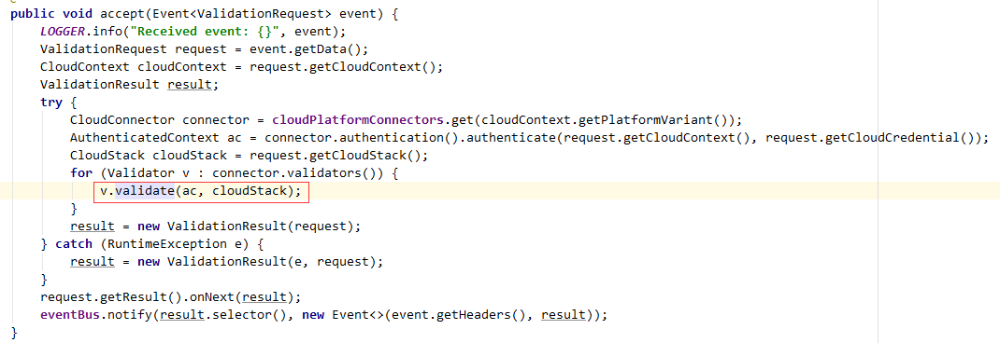 public void accept(Event<ValidationRequest> event) {
    LOGGER.info("Received event: {}", event);
    ValidationRequest request = event.getData();
    CloudContext cloudContext = request.getCloudContext();
    ValidationResult result;
    try {
        CloudConnector connector = cloudPlatformConnectors.get(cloudContext.getPlatformVariant());
        AuthenticatedContext ac = connector.authentication().authenticate(request.getCloudContext(), request.getCloudCredential());
        CloudStack cloudStack = request.getCloudStack();
        for (Validator v : connector.validators()) {
            v.validate(ac, cloudStack);
        }
        result = new ValidationResult(request);
    } catch (RuntimeException e) {
        result = new ValidationResult(e, request);
    }
    request.getResult().onNext(result);
    eventBus.notify(result.selector(), new Event<>(event.getHeaders(), result));
}